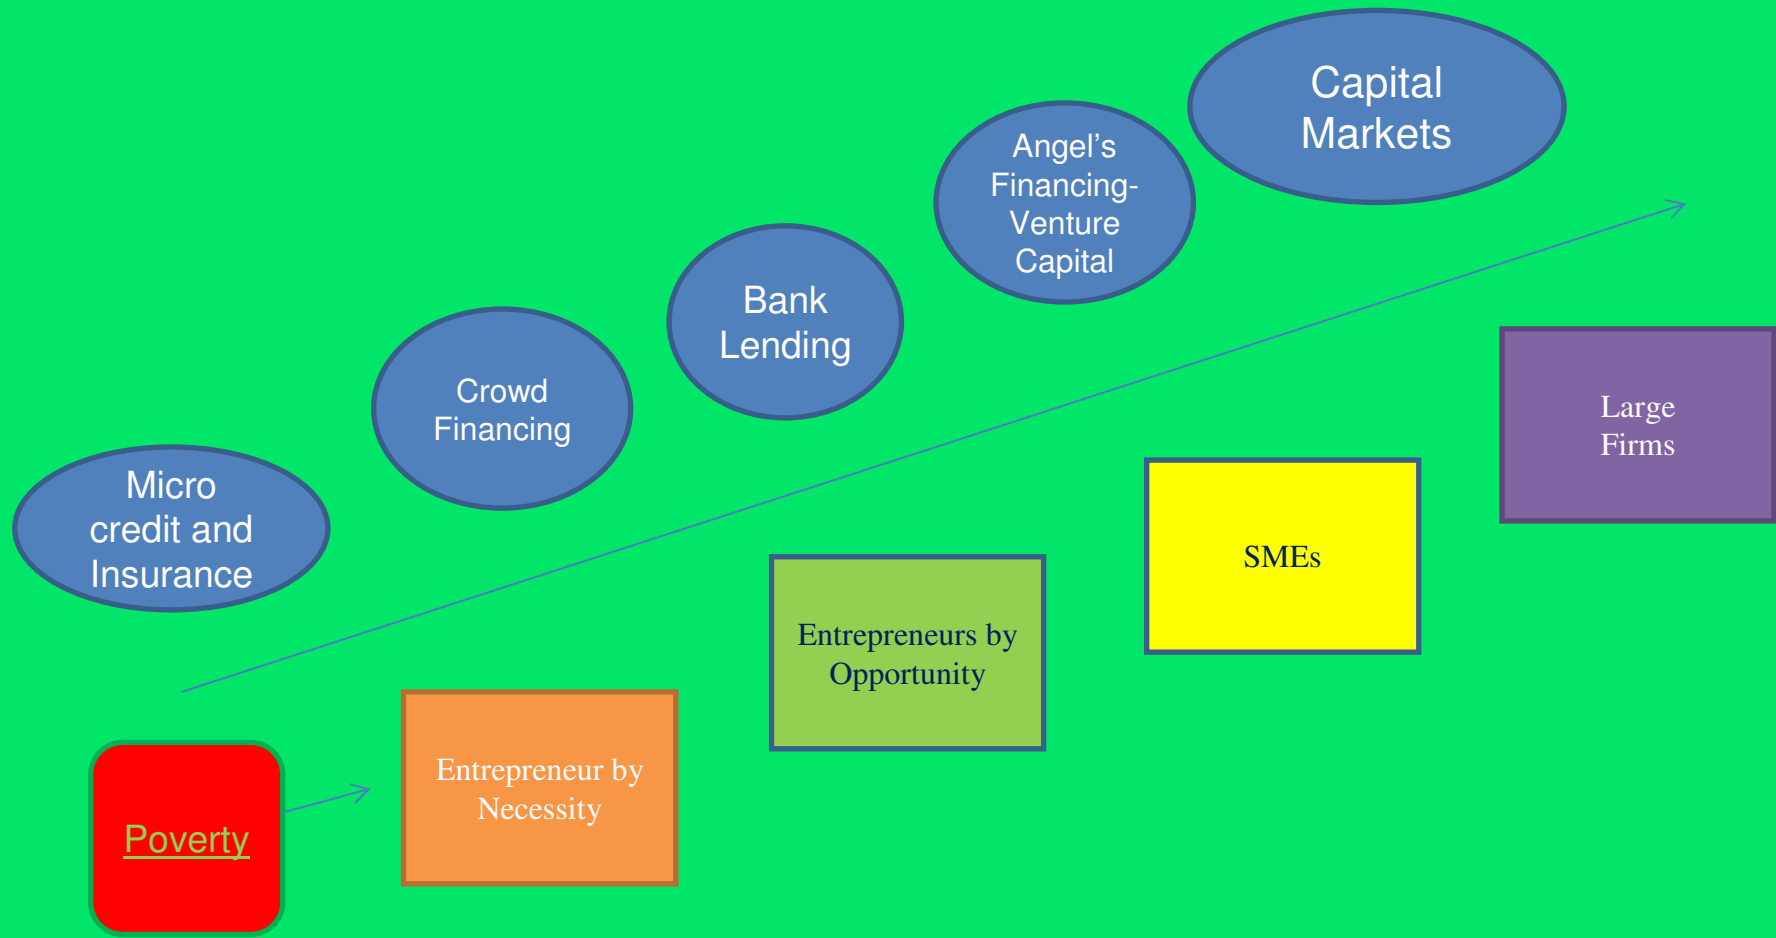 Capital
Markets
Angel’s
Financing-
Venture
Capital
Bank
Lending
Crowd
Financing
Micro
credit and
Insurance
Large
Firms
SMEs
Entrepreneurs by
Opportunity
Entrepreneur by
Necessity
Poverty